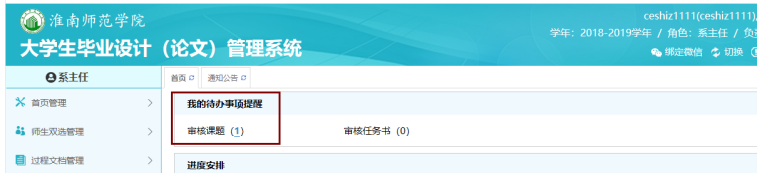 淮南师范学院
大学生毕业设计（论文）管理系统
ceshiz1111(ceshiz1111),
学年：2018-2019学年 / 角色：系主任 / 负
绑定微信 切换
系主任
首页 通知公告
首页管理
师生双选管理
过程文档管理
我的待办事项提醒
审核课题 (1) 审核任务书 (0)
进度安排